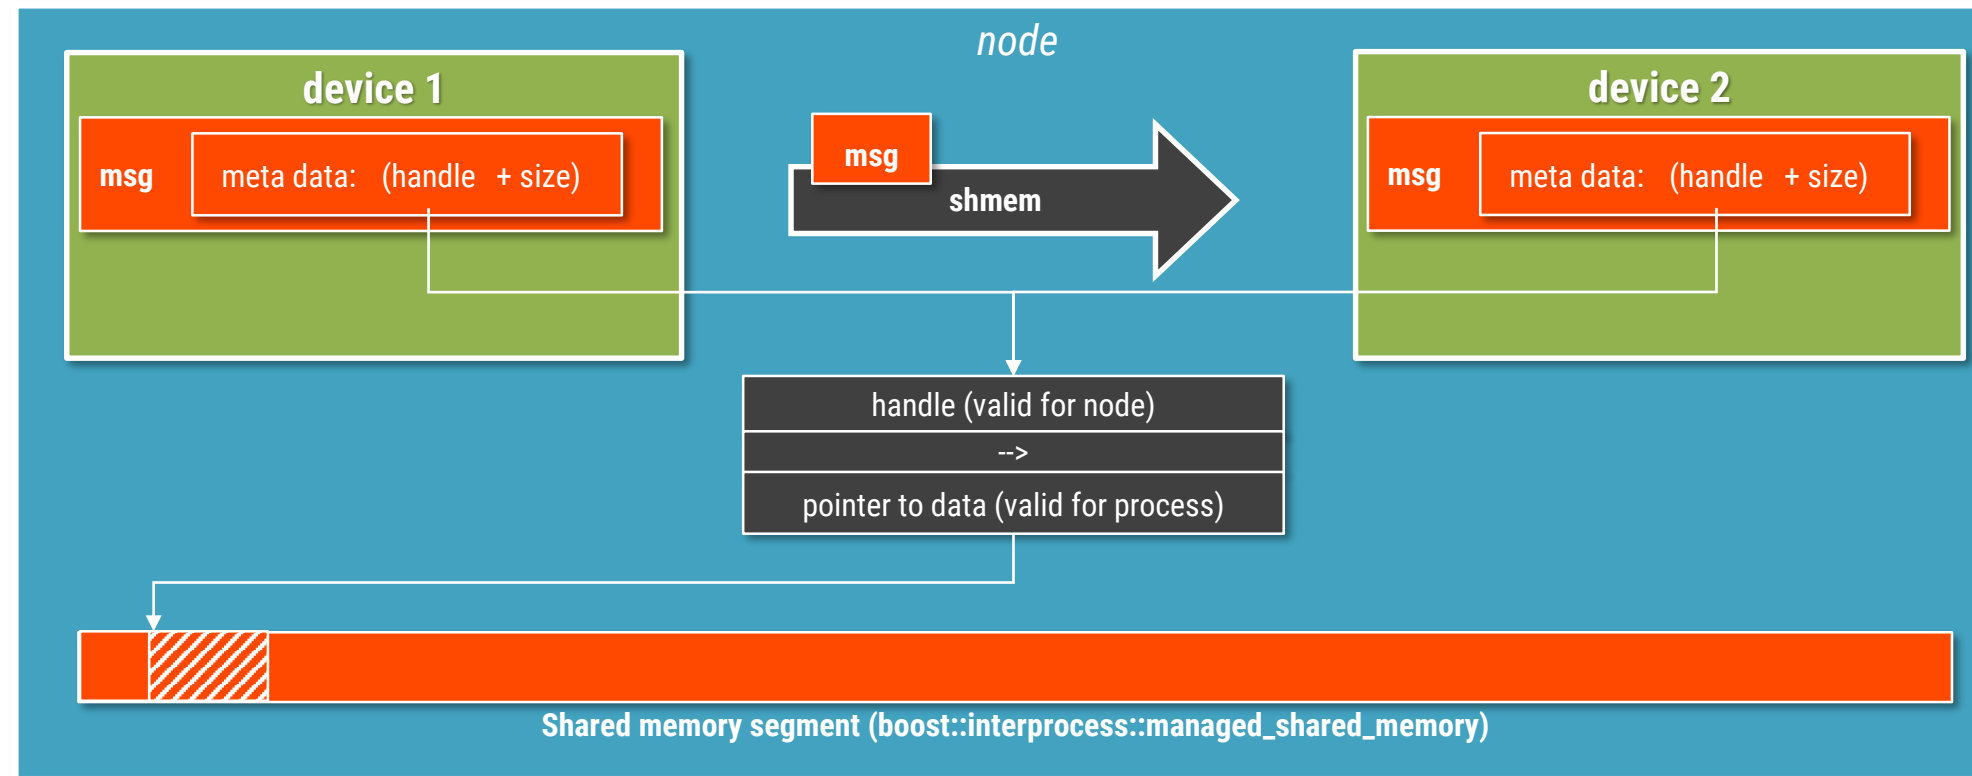 node
device 1
msg
meta data: (handle + size)
msg
shmem
device 2
msg
meta data: (handle + size)
handle (valid for node)
-->
pointer to data (valid for process)
Shared memory segment (boost::interprocess::managed_shared_memory)